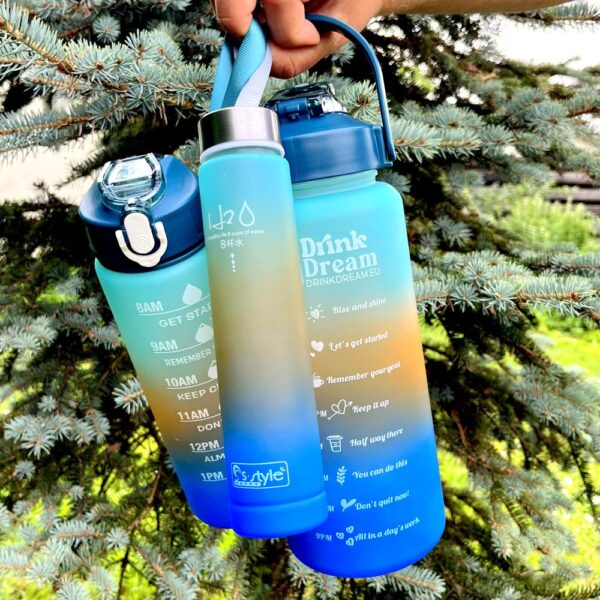 8AM
GET STAR
9AM
REMEMBER
10AM
KEEP
11AM
DON
12PM
ALM
1PM
H2O
8杯水
s-style
Drink
Dream
DRINKDREAM.EU
Rise and shine
Let's get started
Remember your goal
Keep it up
Half way there
You can do this
Don't quit now!
9PM All in a day's work